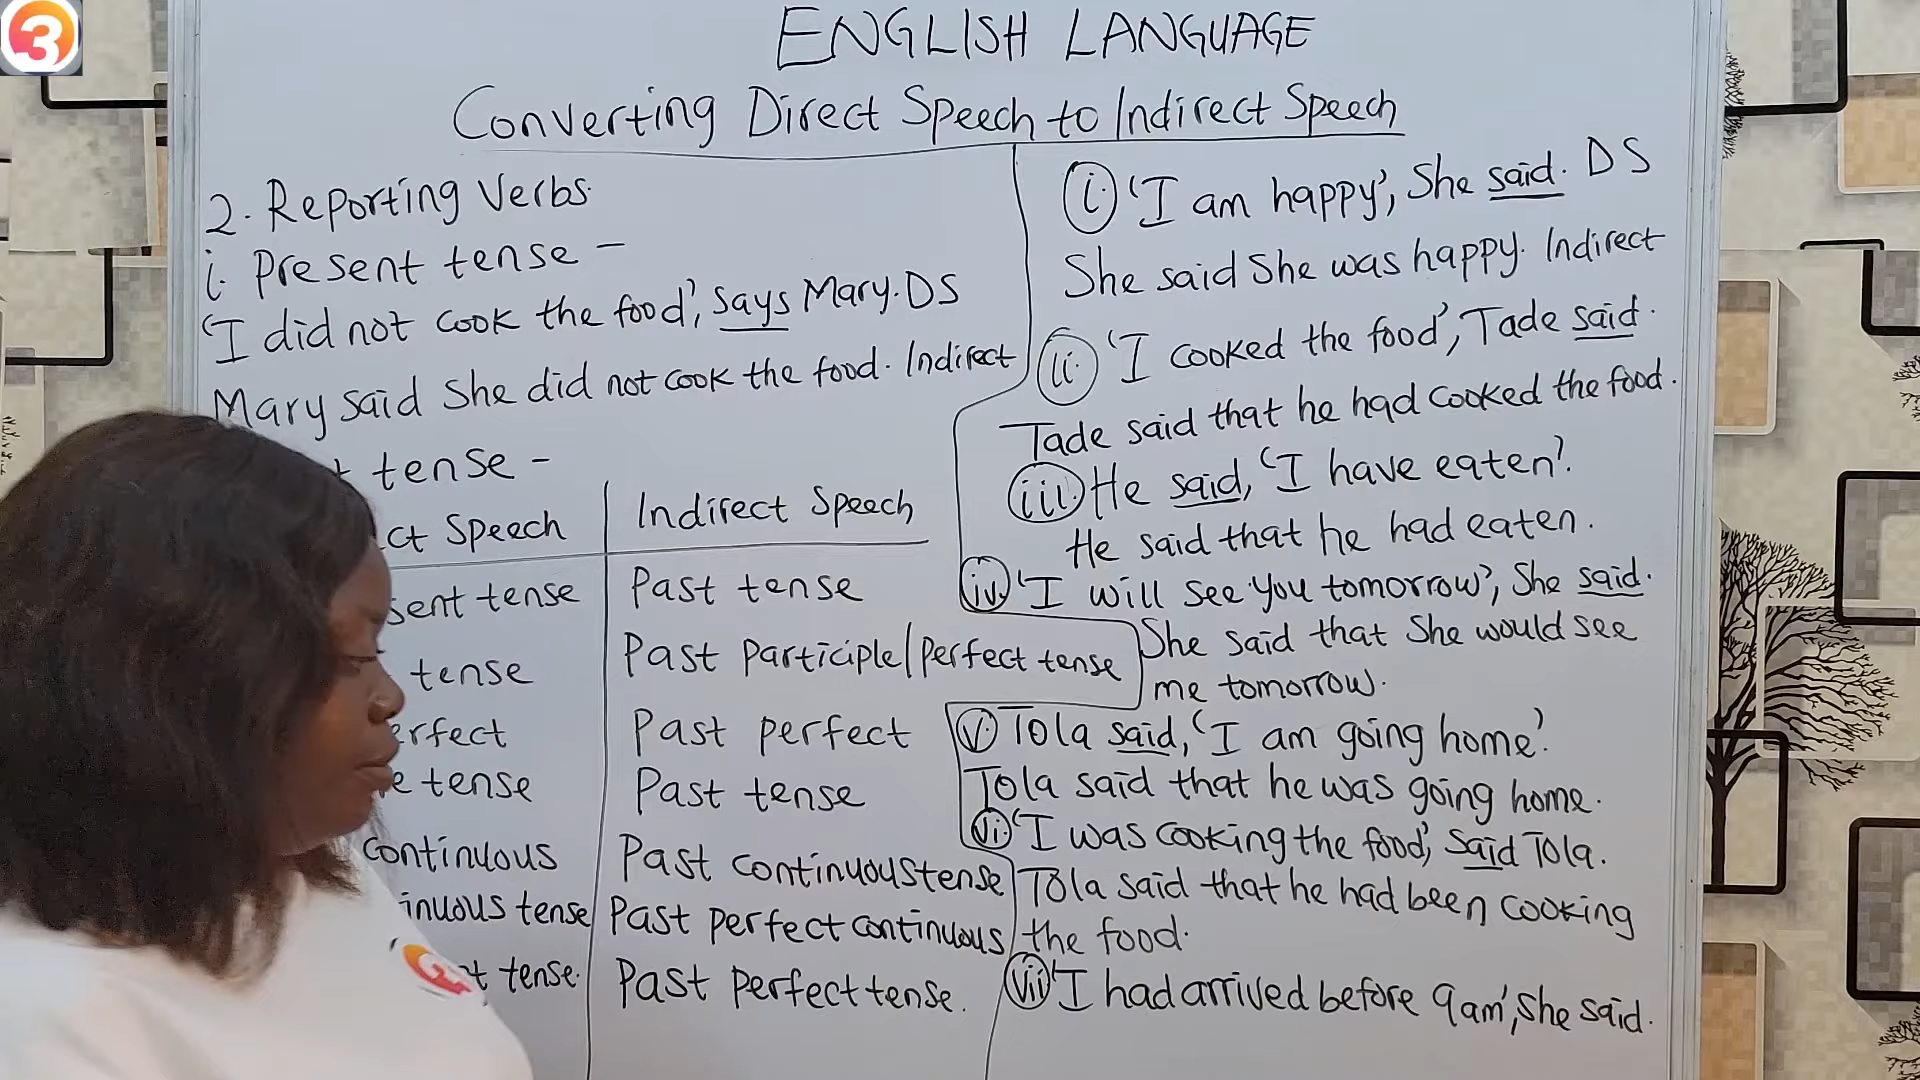 3
ENGLISH LANGUAGE
Converting Direct Speech to Indirect Speech
2. Reporting Verbs
i. Present tense -
'I did not cook the food', says Mary. DS
Mary said She did not cook the food. Indirect
tense -
Speech | Indirect Speech
tense | Past tense
tense | Past participle/perfect tense
Past perfect
tense | Past tense
continuous | Past continuous tense
tense | Past perfect continuous
tense. | Past perfect tense.
i. 'I am happy', She said. DS
She said She was happy. Indirect
ii. 'I cooked the food', Tade said.
Tade said that he had cooked the food.
iii. He said, 'I have eaten'.
He said that he had eaten.
iv. 'I will see you tomorrow', She said.
She said that She would see
me tomorrow.
v. Tola said, 'I am going home'.
Tola said that he was going home.
vi. 'I was cooking the food', said Tola.
Tola said that he had been cooking
the food.
vii 'I had arrived before 9am', she said.